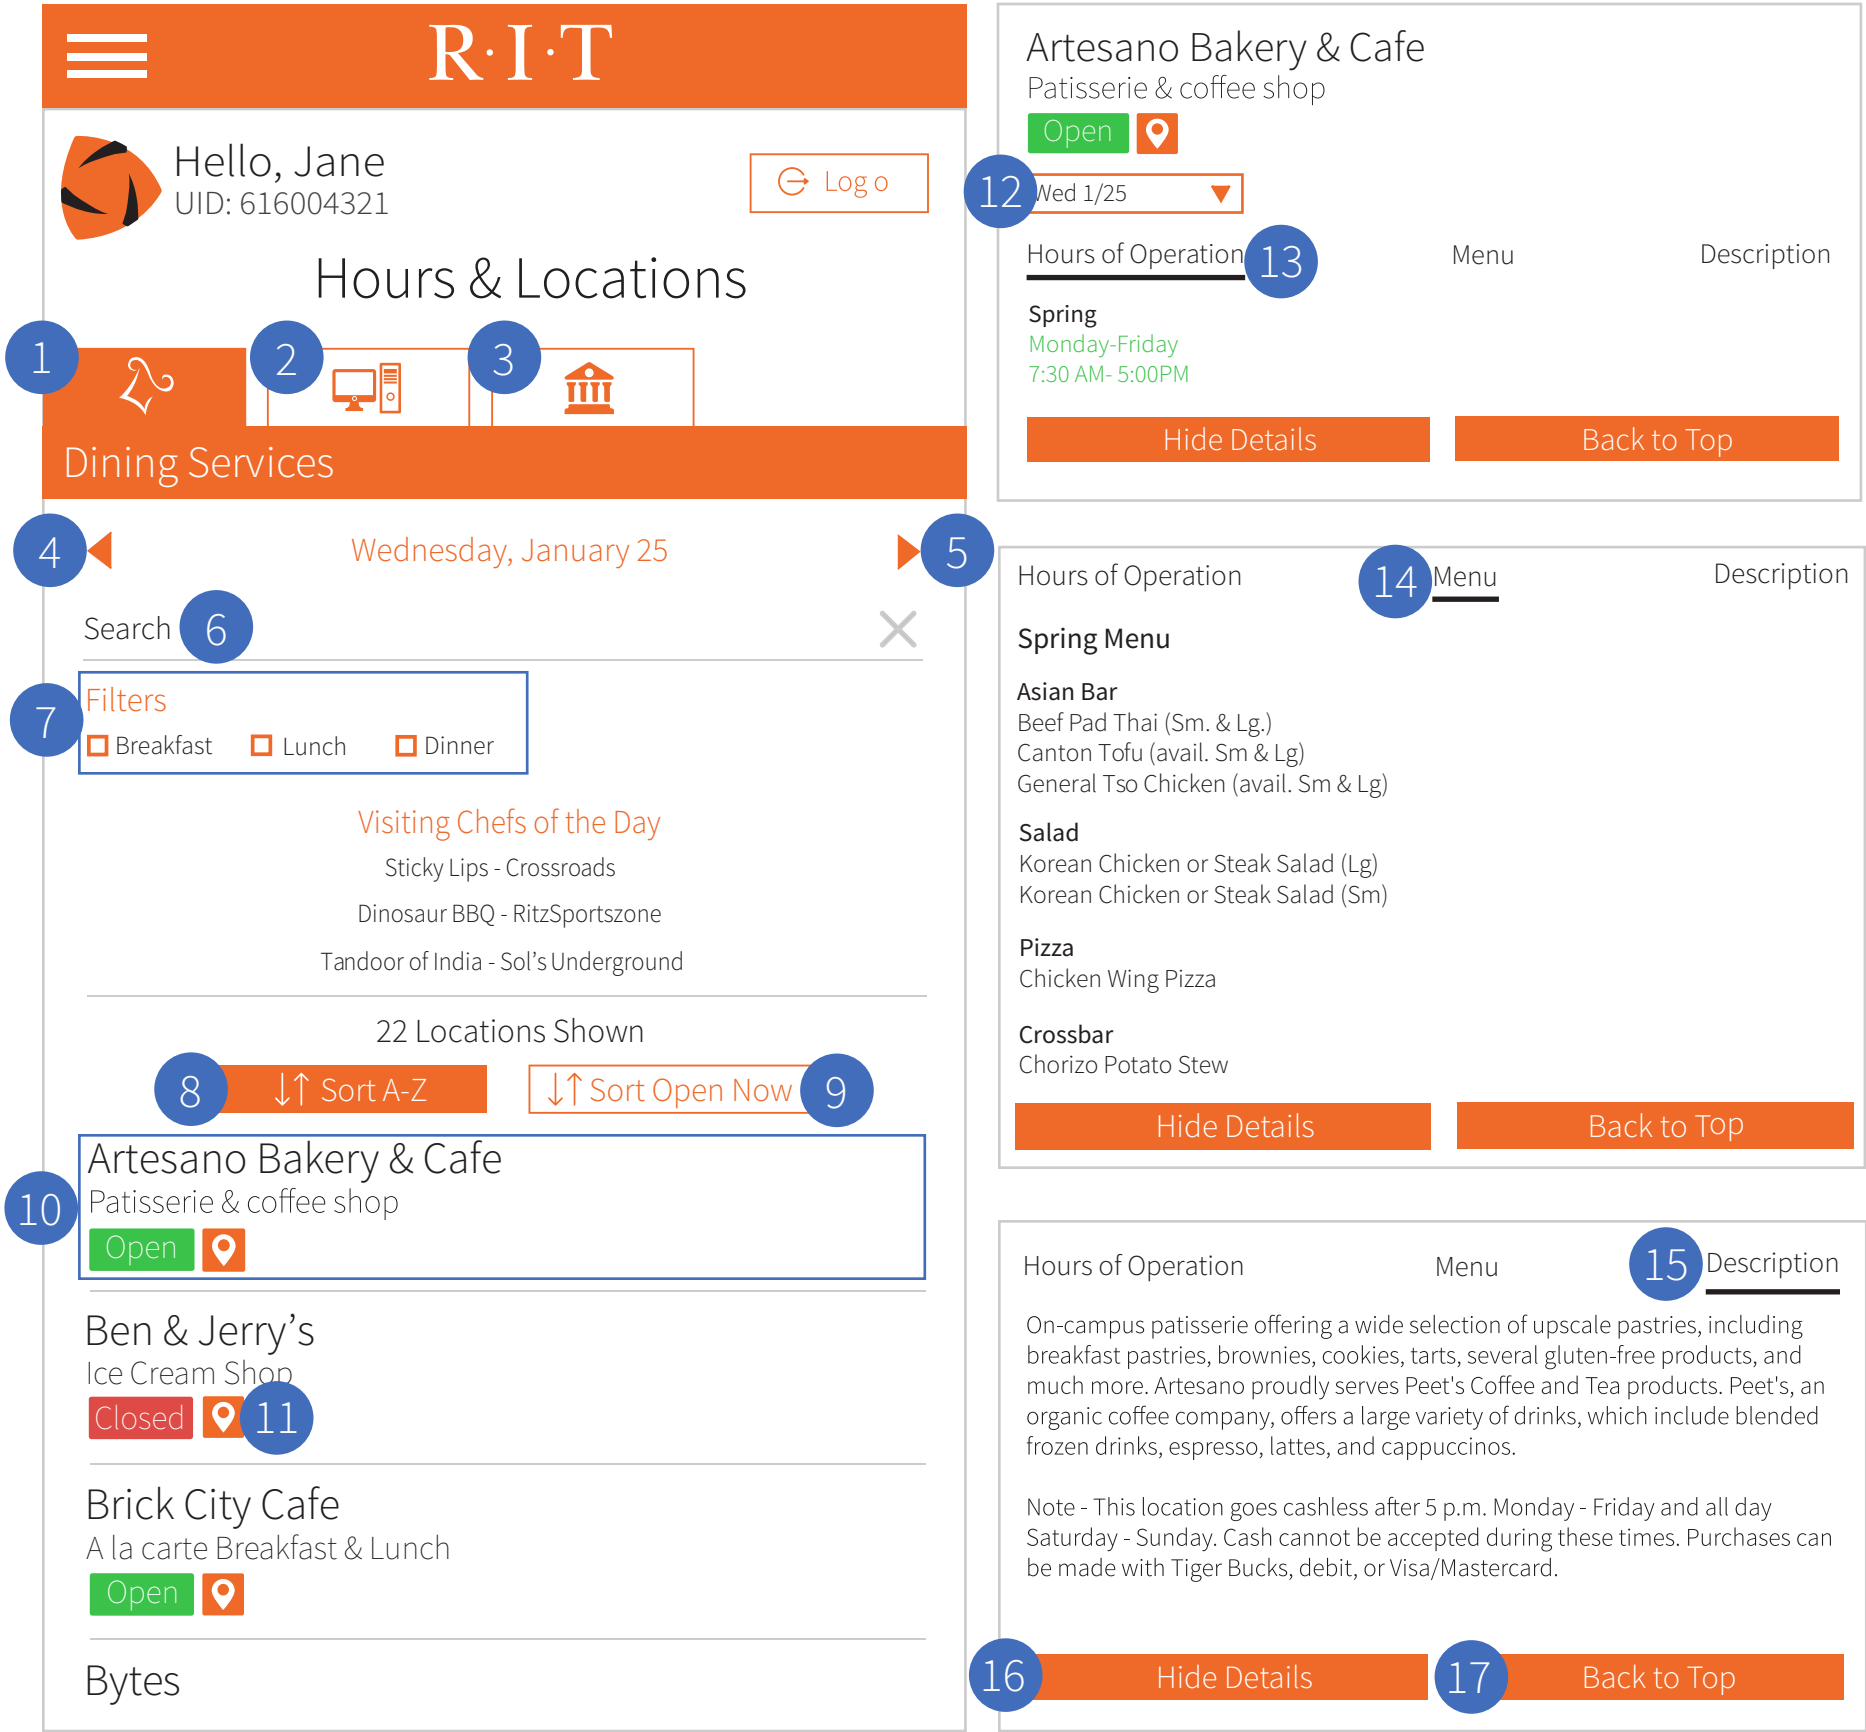 R·I·T
Hello, Jane
UID: 616004321
Log o
Hours & Locations
1
2
3
Dining Services
4
Wednesday, January 25
5
Search
6
7
Filters
Breakfast Lunch Dinner
Visiting Chefs of the Day
Sticky Lips - Crossroads
Dinosaur BBQ - RitzSportszone
Tandoor of India - Sol's Underground
22 Locations Shown
8
↓↑ Sort A-Z
↓↑ Sort Open Now
9
10
Artesano Bakery & Cafe
Patisserie & coffee shop
Open
Ben & Jerry's
Ice Cream Shop
Closed
11
Brick City Cafe
A la carte Breakfast & Lunch
Open
Bytes
Artesano Bakery & Cafe
Patisserie & coffee shop
Open
12
Wed 1/25
Hours of Operation 13 Menu Description
Spring
Monday-Friday
7:30 AM- 5:00PM
Hide Details Back to Top
Hours of Operation 14 Menu Description
Spring Menu
Asian Bar
Beef Pad Thai (Sm. & Lg.)
Canton Tofu (avail. Sm & Lg)
General Tso Chicken (avail. Sm & Lg)
Salad
Korean Chicken or Steak Salad (Lg)
Korean Chicken or Steak Salad (Sm)
Pizza
Chicken Wing Pizza
Crossbar
Chorizo Potato Stew
Hide Details Back to Top
Hours of Operation Menu 15 Description
On-campus patisserie offering a wide selection of upscale pastries, including
breakfast pastries, brownies, cookies, tarts, several gluten-free products, and
much more. Artesano proudly serves Peet's Coffee and Tea products. Peet's, an
organic coffee company, offers a large variety of drinks, which include blended
frozen drinks, espresso, lattes, and cappuccinos.
Note - This location goes cashless after 5 p.m. Monday - Friday and all day
Saturday - Sunday. Cash cannot be accepted during these times. Purchases can
be made with Tiger Bucks, debit, or Visa/Mastercard.
16 Hide Details 17 Back to Top